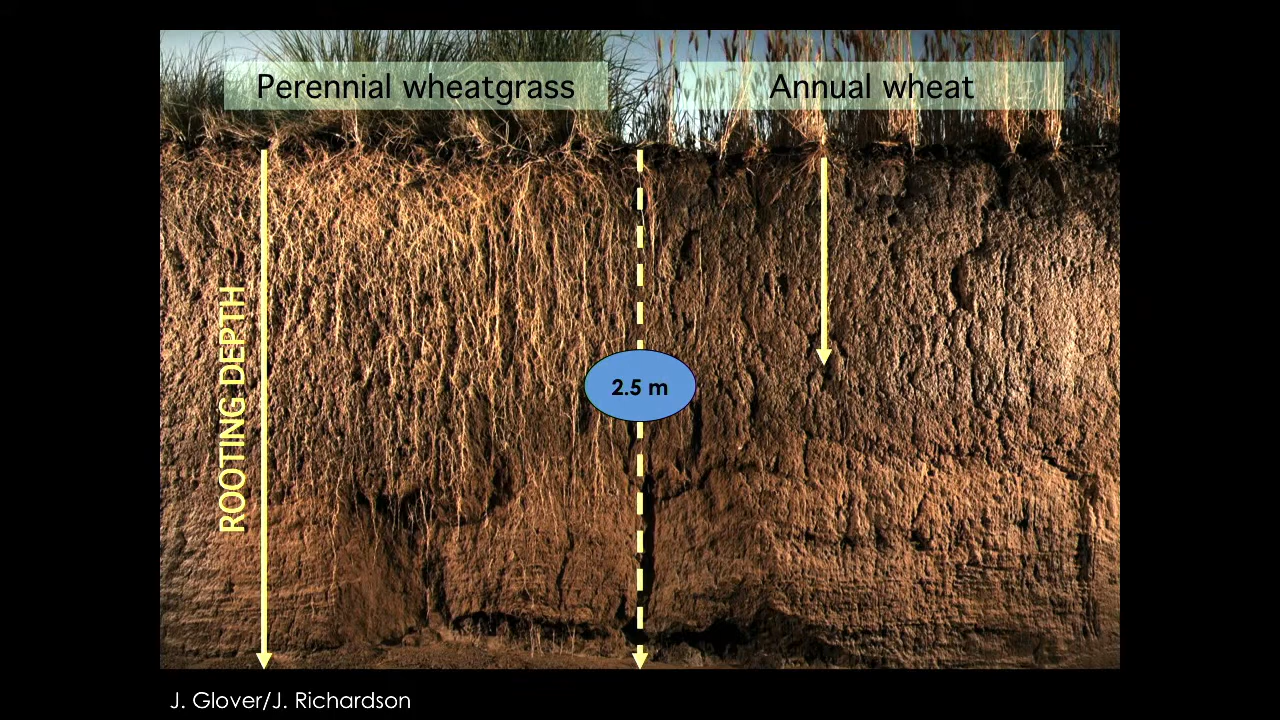 Perennial wheatgrass
Annual wheat
ROOTING DEPTH
2.5 m
J. Glover/J. Richardson